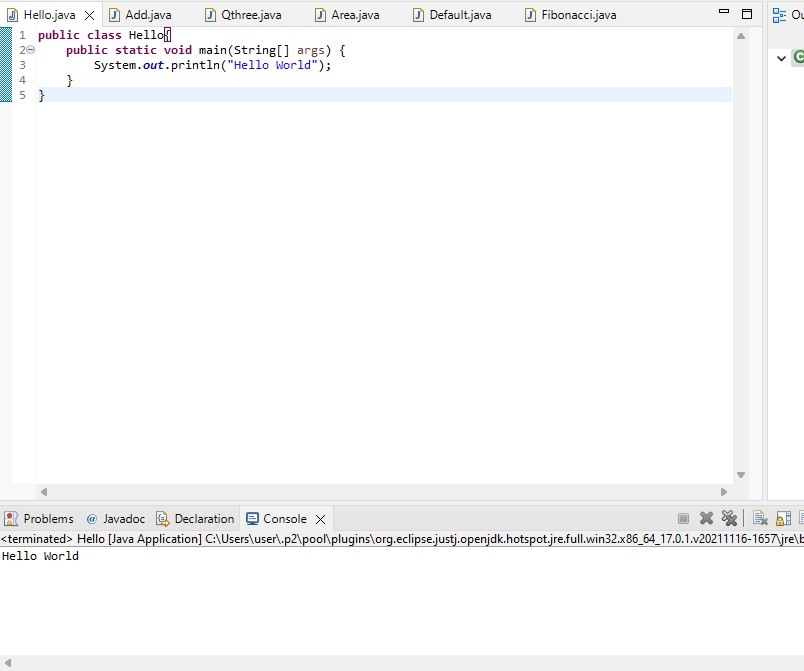 Hello.java Add.java Qthree.java Area.java Default.java Fibonacci.java
1 public class Hello{
2 public static void main(String[] args) {
3 System.out.println("Hello World");
4 }
5 }
Problems @ Javadoc Declaration Console
<terminated> Hello [Java Application] C:\Users\user\.p2\pool\plugins\org.eclipse.justj.openjdk.hotspot.jre.full.win32.x86_64_17.0.1.v20211116-1657\jre\b
Hello World